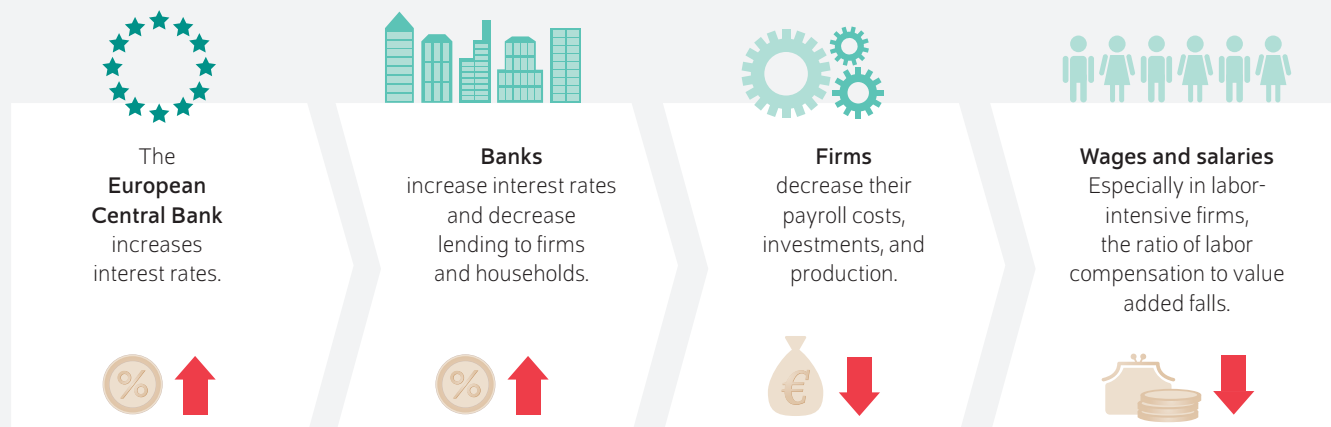 The
European
Central Bank
increases
interest rates.
%
Banks
increase interest rates
and decrease
lending to firms
and households.
%
Firms
decrease their
payroll costs,
investments, and
production.
€
Wages and salaries
Especially in labor-
intensive firms,
the ratio of labor
compensation to value
added falls.